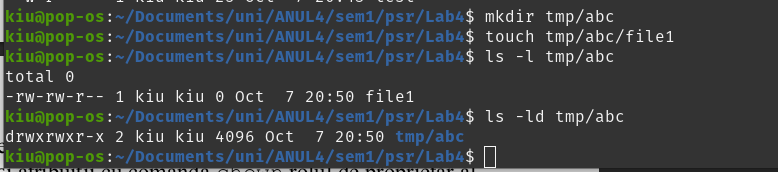 kiu@pop-os:~/Documents/uni/ANUL4/sem1/psr/Lab4$ mkdir tmp/abc
kiu@pop-os:~/Documents/uni/ANUL4/sem1/psr/Lab4$ touch tmp/abc/file1
kiu@pop-os:~/Documents/uni/ANUL4/sem1/psr/Lab4$ ls -l tmp/abc
total 0
-rw-rw-r-- 1 kiu kiu 0 Oct  7 20:50 file1
kiu@pop-os:~/Documents/uni/ANUL4/sem1/psr/Lab4$ ls -ld tmp/abc
drwxrwxr-x 2 kiu kiu 4096 Oct  7 20:50 tmp/abc
kiu@pop-os:~/Documents/uni/ANUL4/sem1/psr/Lab4$